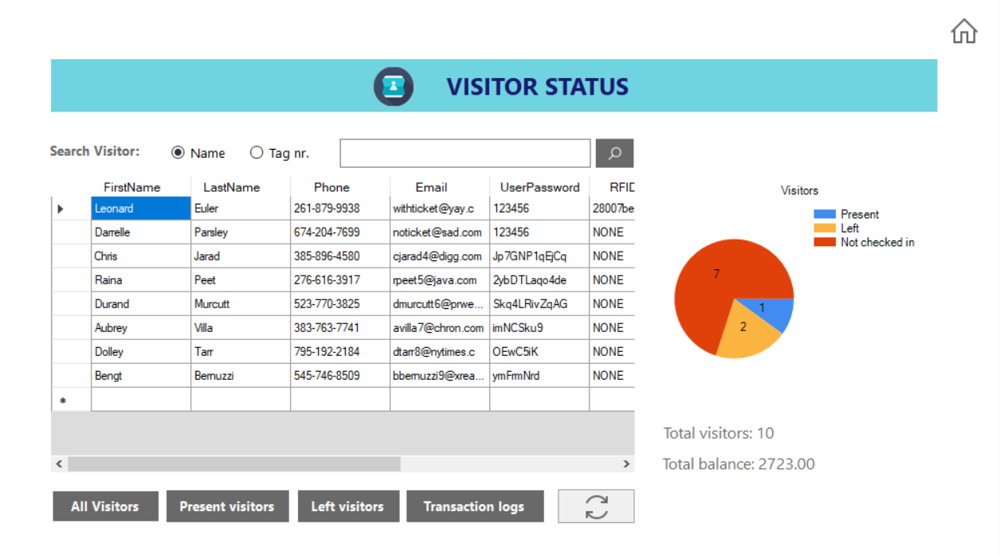 VISITOR STATUS
Search Visitor: Name Tag nr.
FirstName LastName Phone Email UserPassword RFID
Leonard Euler 261-879-9938 withticket@yay.c 123456 28007be
Darrelle Parsley 674-204-7699 noticket@sad.com 123456 NONE
Chris Jarad 385-896-4580 cjarad4@digg.com Jp7GNP1qEjCq NONE
Raina Peet 276-616-3917 rpeet5@java.com 2ybDTLaqo4de NONE
Durand Murcutt 523-770-3825 dmurcutt6@prwe... Skq4LRivZqAG NONE
Aubrey Villa 383-763-7741 avilla7@chron.com imNCSku9 NONE
Dolley Tarr 795-192-2184 dtarr8@nytimes.c OEwC5iK NONE
Bengt Bernuzzi 545-746-8509 bbernuzzi9@xrea... ymFrmNrd NONE
Visitors
Present
Left
Not checked in
7
1
2
Total visitors: 10
Total balance: 2723.00
All Visitors Present visitors Left visitors Transaction logs